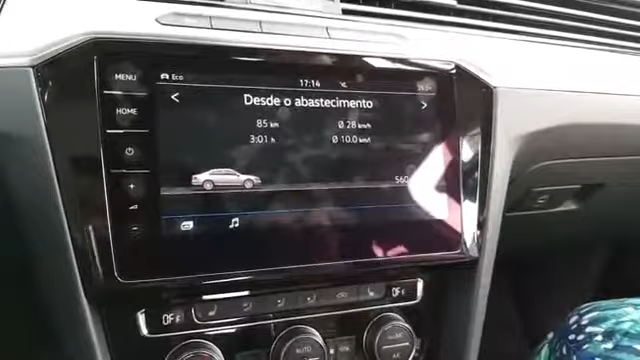 MENU
HOME
Eco
17:14
Desde o abastecimento
85 km
Ø 28 km/h
3:01 h
Ø 10.0 km/l
560
OFF
OFF
AUTO
A/C